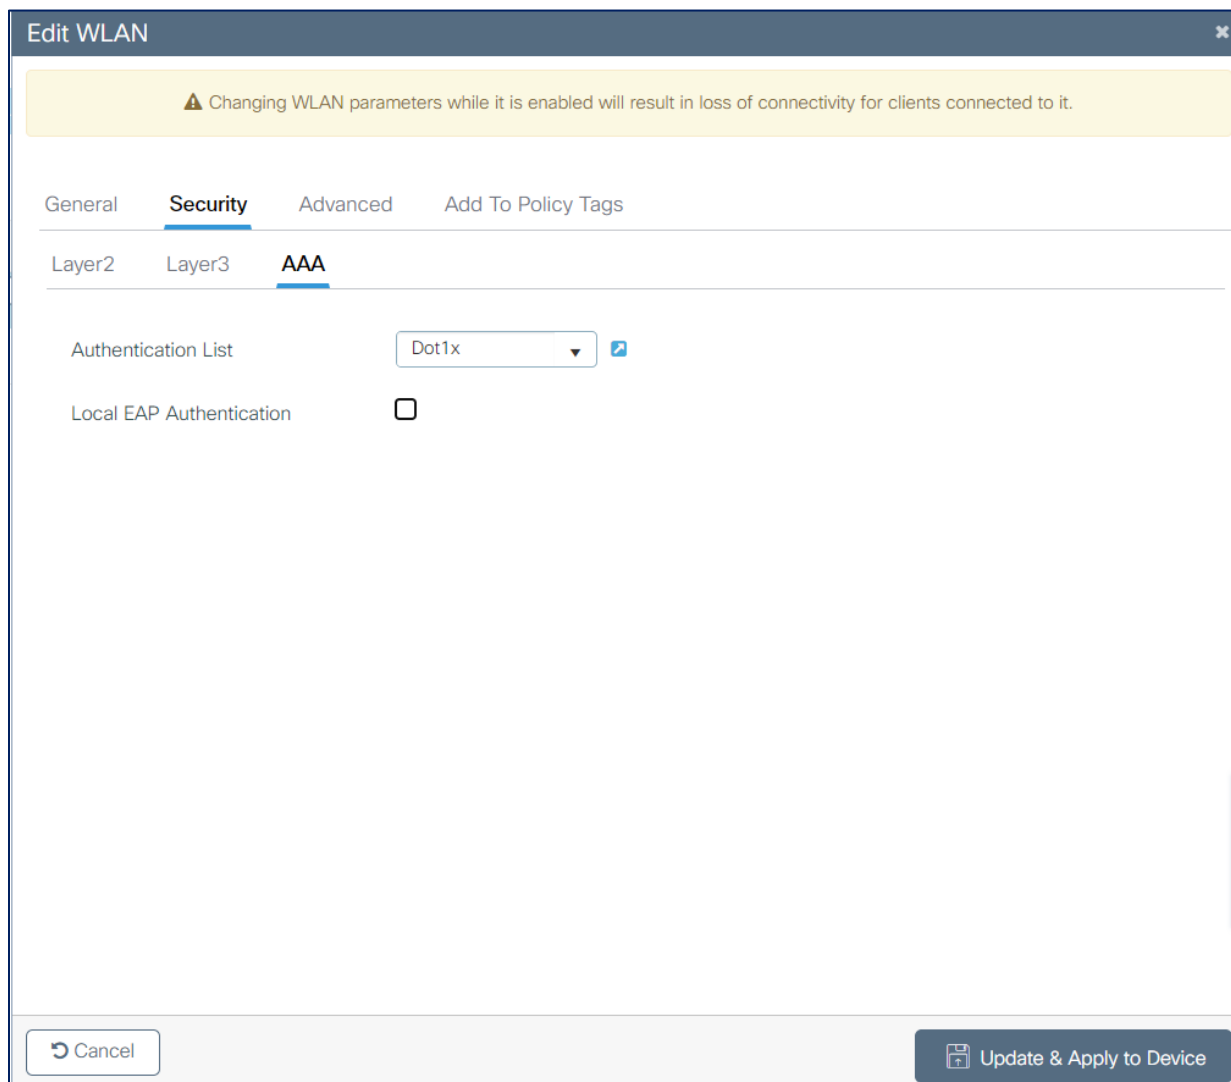 Edit WLAN
Changing WLAN parameters while it is enabled will result in loss of connectivity for clients connected to it.
General Security Advanced Add To Policy Tags
Layer2 Layer3 AAA
Authentication List Dot1x
Local EAP Authentication
Cancel Update & Apply to Device